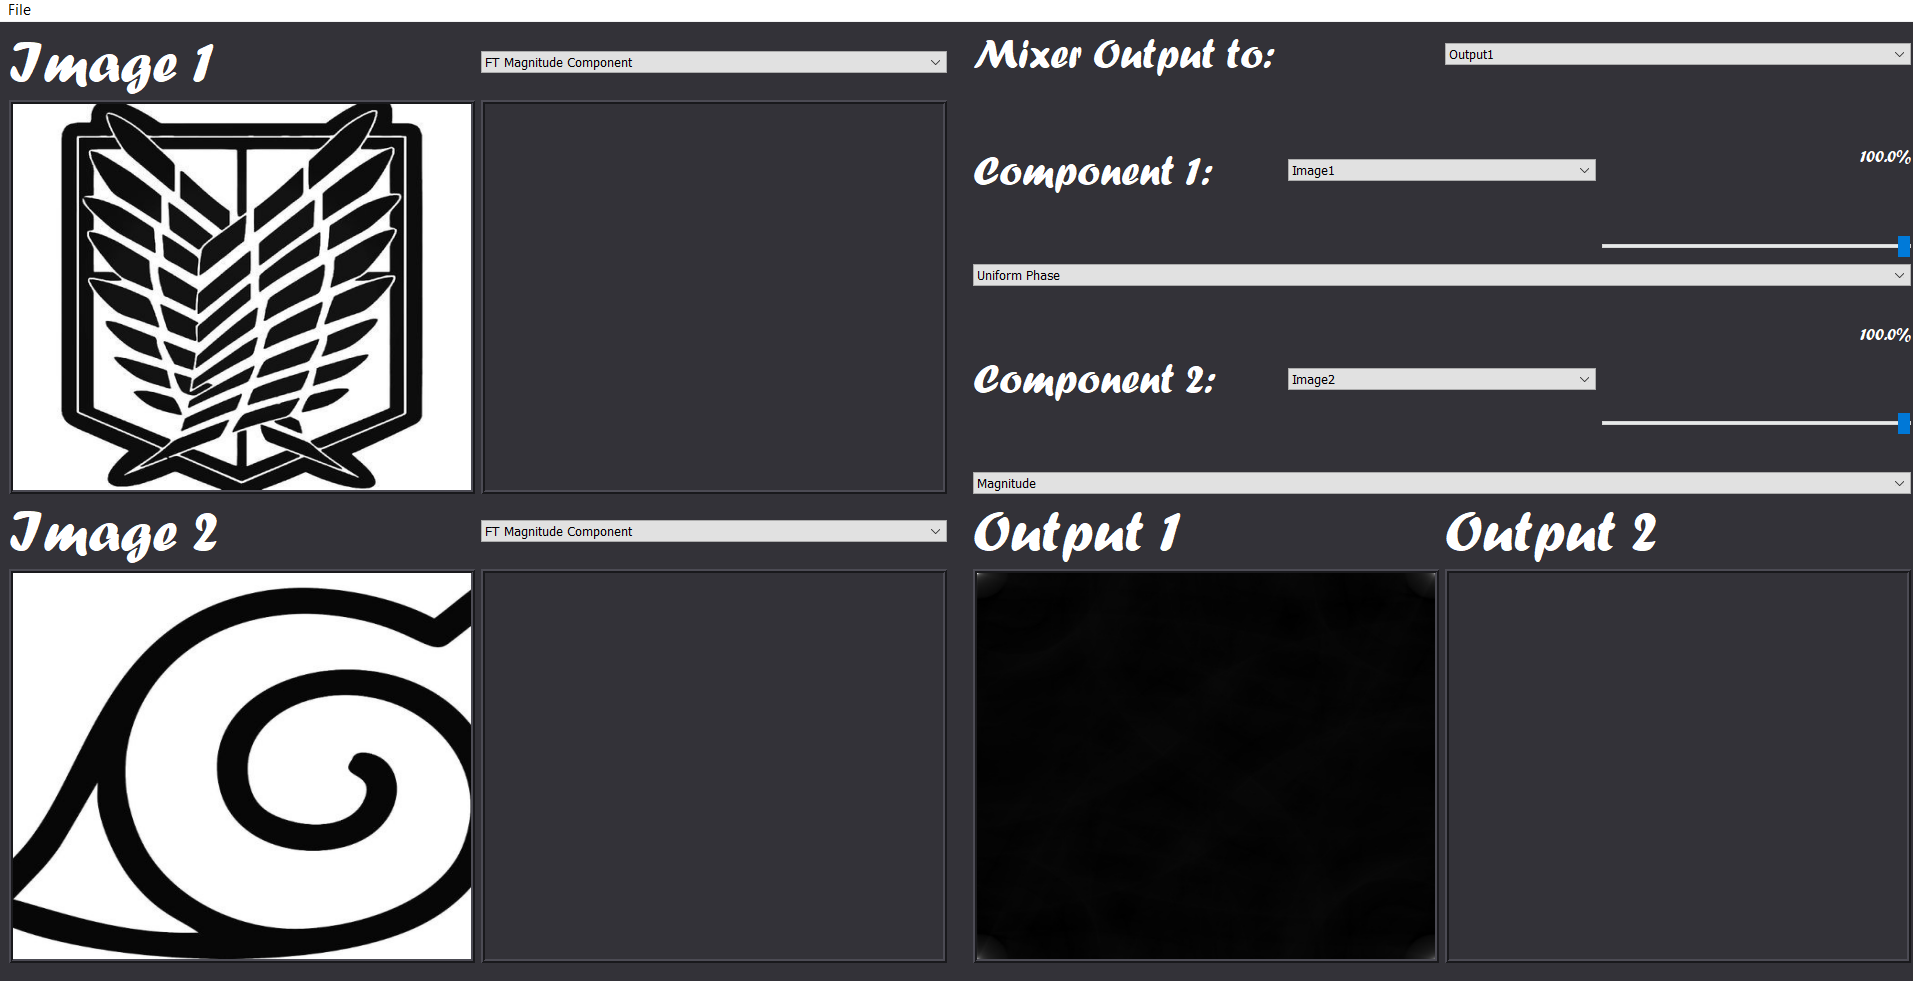 File
Image 1
FT Magnitude Component
Mixer Output to:
Output1
Component 1:
Image1
100.0%
Uniform Phase
100.0%
Component 2:
Image2
Magnitude
Image 2
FT Magnitude Component
Output 1
Output 2